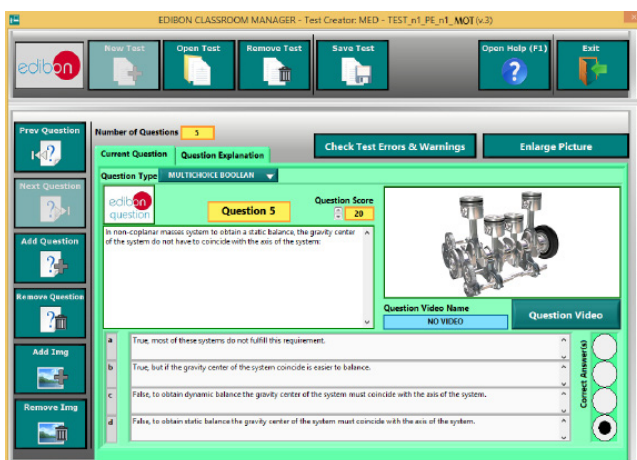 EDIBON CLASSROOM MANAGER - Test Creator: MED - TEST_n1_PE_n1_MOT (v.3)
edibon
New Test
Open Test
Remove Test
Save Test
Open Help (F1)
Exit
Prev Question
Next Question
Add Question
Remove Question
Add Img
Remove Img
Number of Questions 5
Check Test Errors & Warnings
Enlarge Picture
Current Question
Question Explanation
Question Type MULTICHOICE BOOLEAN
edibon
question
Question 5
Question Score
20
In non-coplanar masses system to obtain a static balance, the gravity center
of the system do not have to coincide with the axis of the system:
Question Video Name
NO VIDEO
Question Video
a True, most of these systems do not fulfill this requirement.
b True, but if the gravity center of the system coincide is easier to balance.
c False, to obtain dynamic balance the gravity center of the system must coincide with the axis of the system.
d False, to obtain static balance the gravity center of the system must coincide with the axis of the system.
Correct Answer(s)